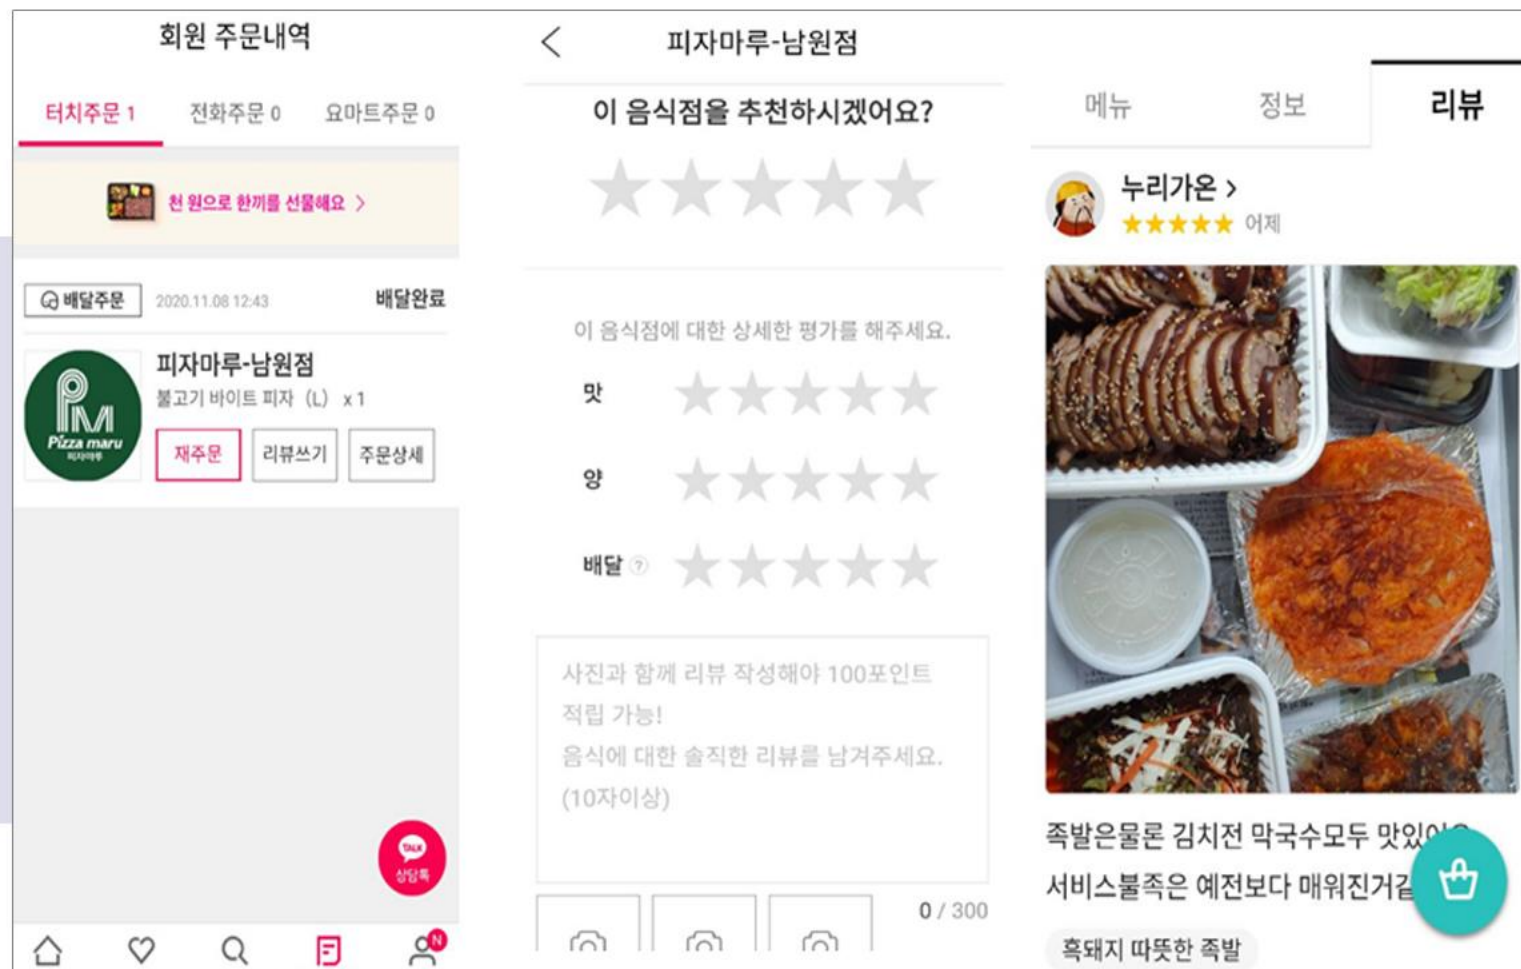 회원 주문내역
터치주문 1 전화주문 0 요마트주문 0
천 원으로 한끼를 선물해요 >
배달주문 2020.11.08 12:43 배달완료
PM
Pizza maru
피자마루
피자마루-남원점
불고기 바이트 피자 (L) x 1
재주문 리뷰쓰기 주문상세
TALK
상담톡
N
피자마루-남원점
이 음식점을 추천하시겠어요?
이 음식점에 대한 상세한 평가를 해주세요.
맛
양
배달 ?
사진과 함께 리뷰 작성해야 100포인트
적립 가능!
음식에 대한 솔직한 리뷰를 남겨주세요.
(10자이상)
0 / 300
메뉴 정보 리뷰
누리가온 >
어제
족발은물론 김치전 막국수모두
서비스불족은 예전보다 매워진거같
흑돼지 따뜻한 족발